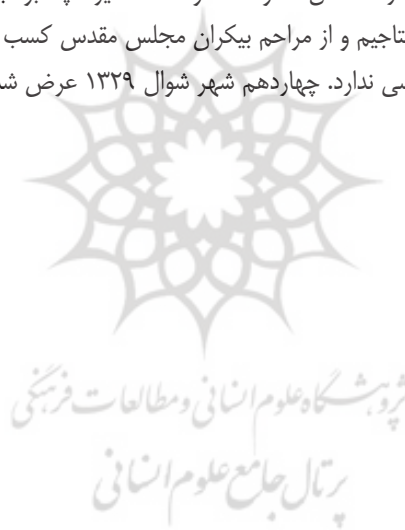 تاجیم و از مراحم بیکران مجلس مقدس کسب
ندارد. چهاردهم شهر شوال ۱۳۲۹ عرض
پژوهشگاه علوم انسانی و مطالعات فرهنگی
پرتال جامع علوم انسانی